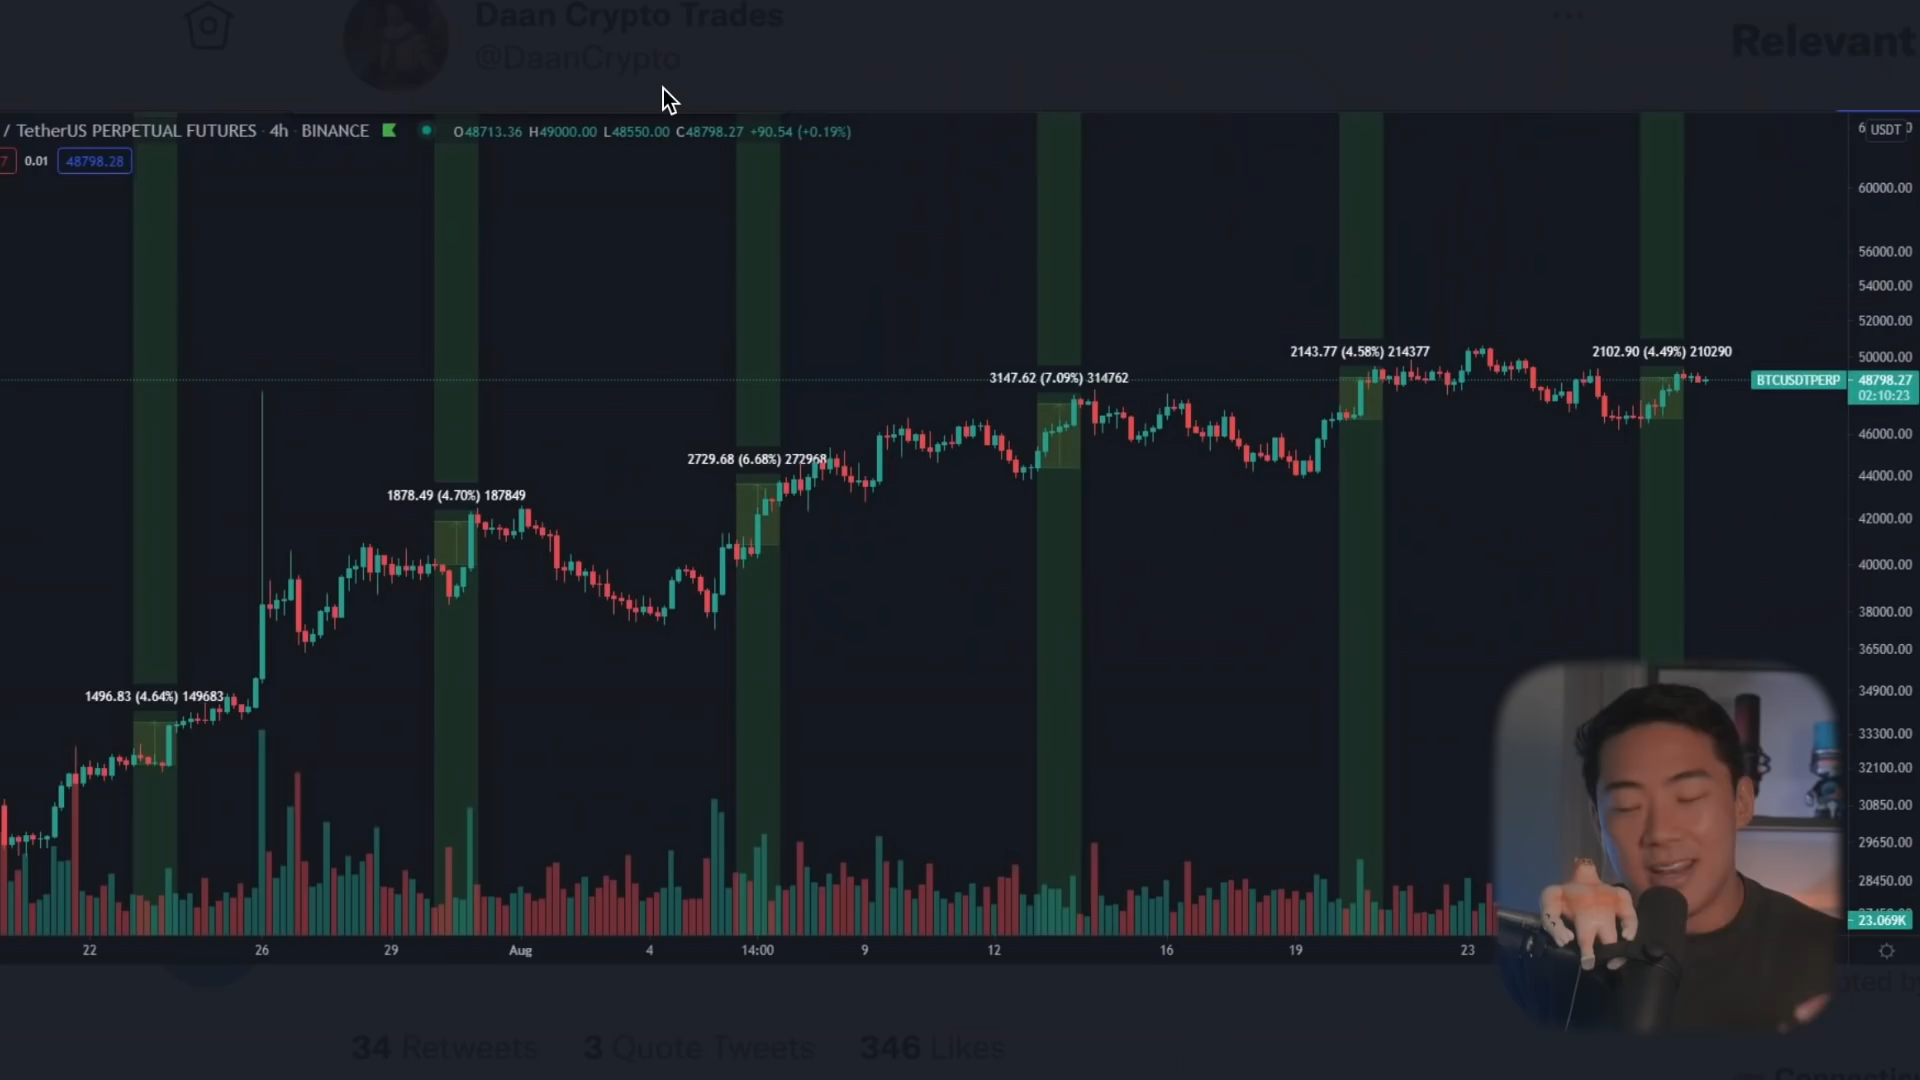 Daan Crypto Trades
@DaanCrypto
Relevant
/ TetherUS PERPETUAL FUTURES · 4h · BINANCE O48713.36 H49000.00 L48550.00 C48798.27 +90.54 (+0.19%)
USDT
7 0.01 48798.28
60000.00
56000.00
54000.00
52000.00
2143.77 (4.58%) 214377
2102.90 (4.49%) 210290
50000.00
3147.62 (7.09%) 314762
BTCUSDTPERP 48798.27
02:10:23
46000.00
2729.68 (6.68%) 272968
44000.00
1878.49 (4.70%) 187849
42000.00
40000.00
38000.00
36500.00
1496.83 (4.64%) 149683
34900.00
33300.00
32100.00
30850.00
29650.00
28450.00
23.069K
22 26 29 Aug 4 14:00 9 12 16 19 23
34 Retweets 3 Quote Tweets 346 Likes